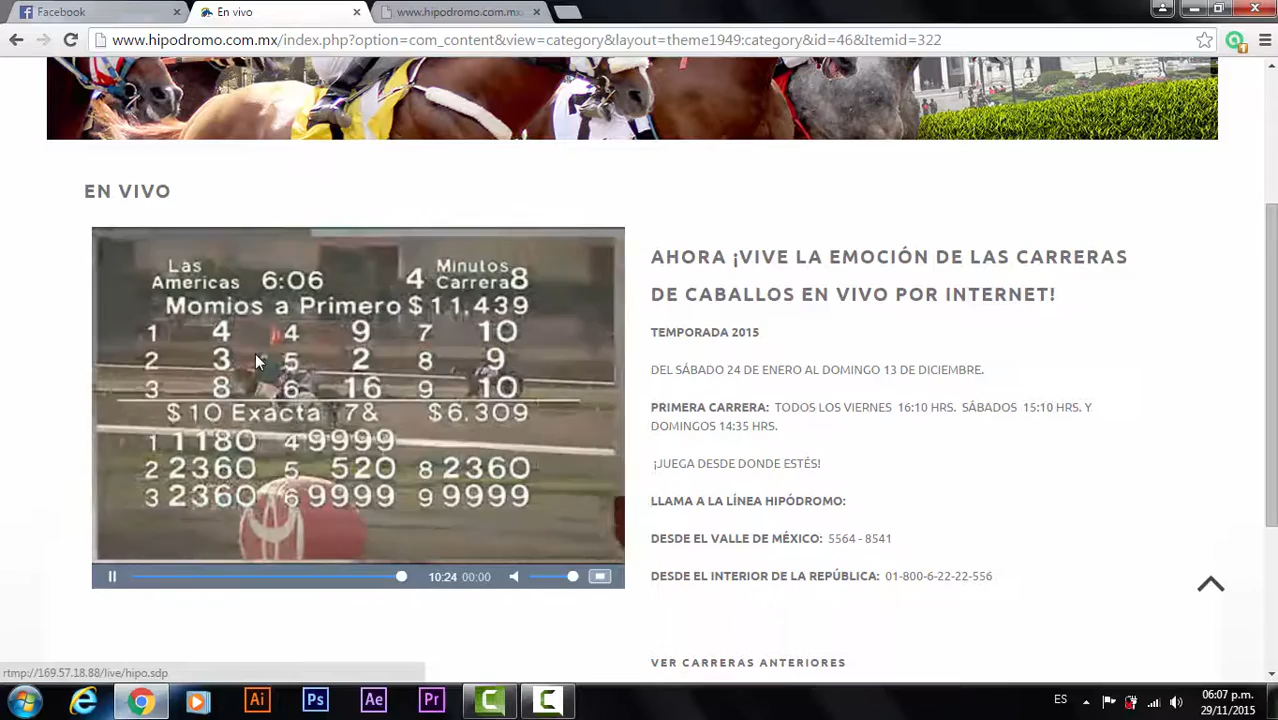 Facebook
En vivo
www.hipodromo.com.mx
www.hipodromo.com.mx/index.php?option=com_content&view=category&layout=theme1949:category&id=46&Itemid=322
EN VIVO
Las Americas 6:06 4 Minutos Carrera 8
Momios a Primero $11,439
1 4 4 9 7 10
2 3 5 2 8 9
3 8 6 16 9 10
$10 Exacta 7& $6,309
1 1180 4 9999
2 2360 5 520 8 2360
3 2360 6 9999 9 9999
10:24 00:00
AHORA ¡VIVE LA EMOCIÓN DE LAS CARRERAS
DE CABALLOS EN VIVO POR INTERNET!
TEMPORADA 2015
DEL SÁBADO 24 DE ENERO AL DOMINGO 13 DE DICIEMBRE.
PRIMERA CARRERA: TODOS LOS VIERNES 16:10 HRS. SÁBADOS 15:10 HRS. Y
DOMINGOS 14:35 HRS.
¡JUEGA DESDE DONDE ESTÉS!
LLAMA A LA LÍNEA HIPÓDROMO:
DESDE EL VALLE DE MÉXICO: 5564 - 8541
DESDE EL INTERIOR DE LA REPÚBLICA: 01-800-6-22-22-556
VER CARRERAS ANTERIORES
rtmp://169.57.18.88/live/hipo.sdp
Ai Ps Ae Pr
ES
06:07 p.m.
29/11/2015